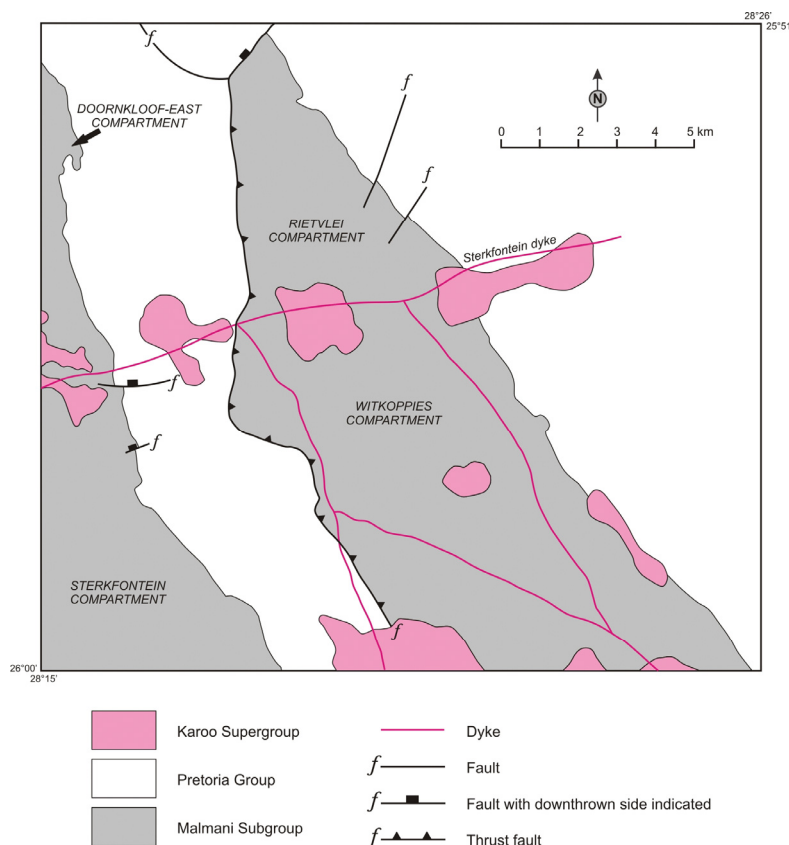 28°26'
25°51'
f
DOORNKLOOF-EAST
COMPARTMENT
f
N
0 1 2 3 4 5 km
f
RIETVLEI
COMPARTMENT
Sterkfontein dyke
f
WITKOPPIES
COMPARTMENT
f
STERKFONTEIN
COMPARTMENT
f
26°00'
28°15'
Karoo Supergroup
Dyke
Pretoria Group
f Fault
f Fault with downthrown side indicated
Malmani Subgroup
f Thrust fault